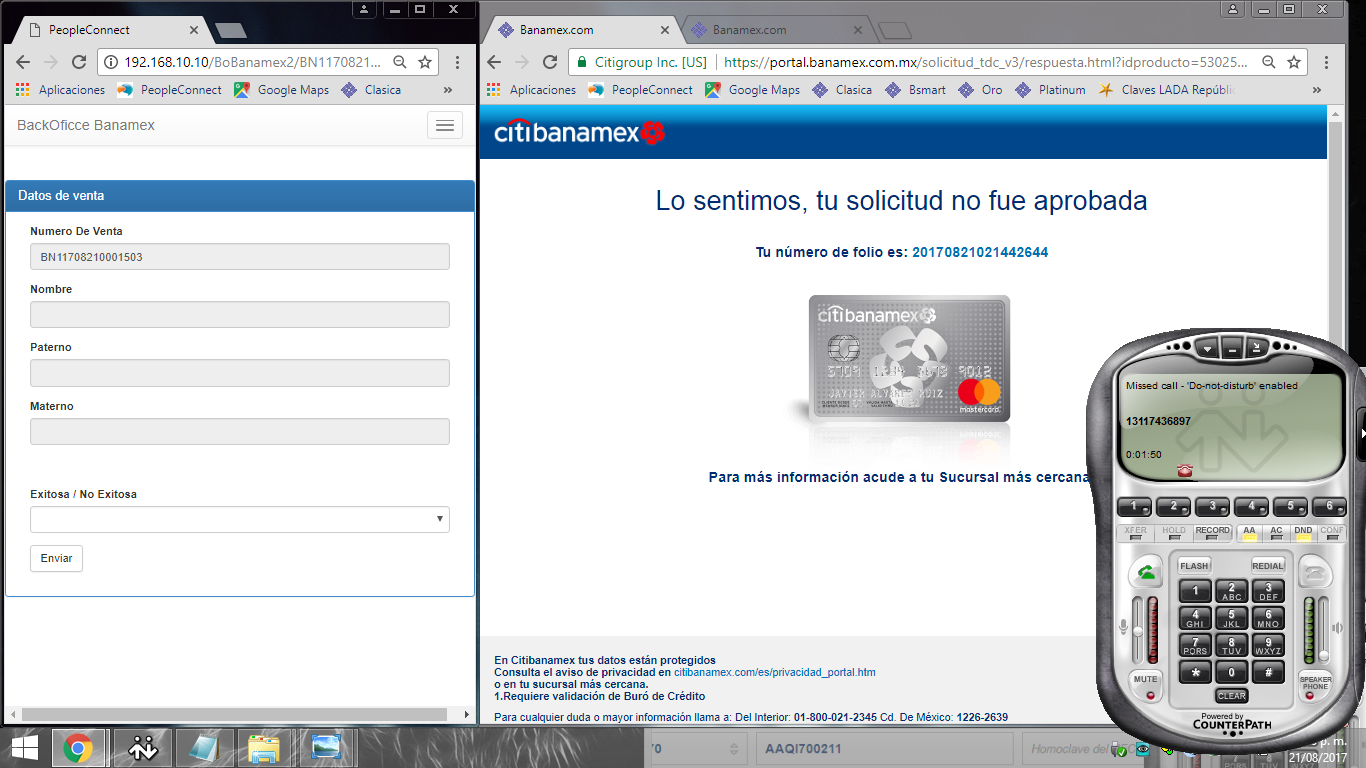 PeopleConnect
192.168.10.10/BoBanamex2/BN1170821...
Aplicaciones PeopleConnect Google Maps Clasica »
BackOficce Banamex
Datos de venta
Numero De Venta
BN11708210001503
Nombre
Paterno
Materno
Exitosa / No Exitosa
Enviar
Banamex.com
Banamex.com
Citigroup Inc. [US] https://portal.banamex.com.mx/solicitud_tdc_v3/respuesta.html?idproducto=53025...
Aplicaciones PeopleConnect Google Maps Clasica Bsmart Oro Platinum Claves LADA Repúblic »
citibanamex
Lo sentimos, tu solicitud no fue aprobada
Tu número de folio es: 20170821021442644
citibanamex
JAVIER ALVAREZ RUIZ
mastercard
Para más información acude a tu Sucursal más cercana
En Citibanamex tus datos están protegidos
Consulta el aviso de privacidad en citibanamex.com/es/privacidad_portal.htm
o en tu sucursal más cercana.
1.Requiere validación de Buró de Crédito
Para cualquier duda o mayor información llama a: Del Interior: 01-800-021-2345 Cd. De México: 1226-2639
Missed call - 'Do-not-disturb' enabled
13117436897
0:01:50
1 2 3 4 5 6
XFER HOLD RECORD AA AC DND CONF
FLASH REDIAL
1 2 ABC 3 DEF
4 GHI 5 JKL 6 MNO
7 PQRS 8 TUV 9 WXYZ
* 0 #
MUTE CLEAR SPEAKER PHONE
Powered by
COUNTERPATH
70 AAQI700211 Homoclave del
p. m.
21/08/2017